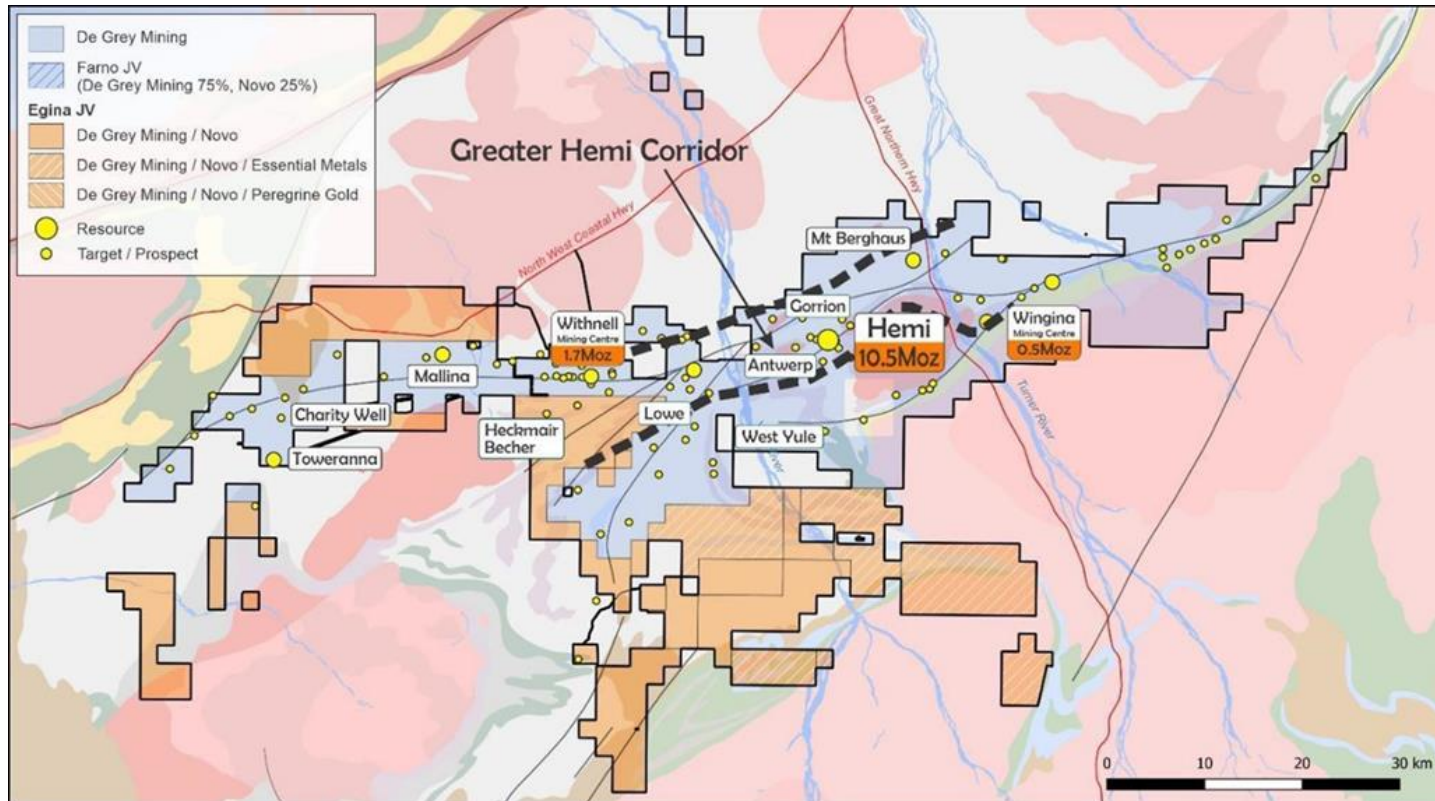 De Grey Mining
Farno JV
(De Grey Mining 75%, Novo 25%)
Egina JV
De Grey Mining / Novo
De Grey Mining / Novo / Essential Metals
De Grey Mining / Novo / Peregrine Gold
Resource
Target / Prospect
Greater Hemi Corridor
Great Northern Hwy
North West Coastal Hwy
Mt Berghaus
Gorrion
Withnell
Mining Centre
1.7Moz
Hemi
10.5Moz
Wingina
Mining Centre
0.5Moz
Mallina
Antwerp
Charity Well
Lowe
Heckmair
Becher
West Yule
Toweranna
Turner River
River
0 10 20 30 km